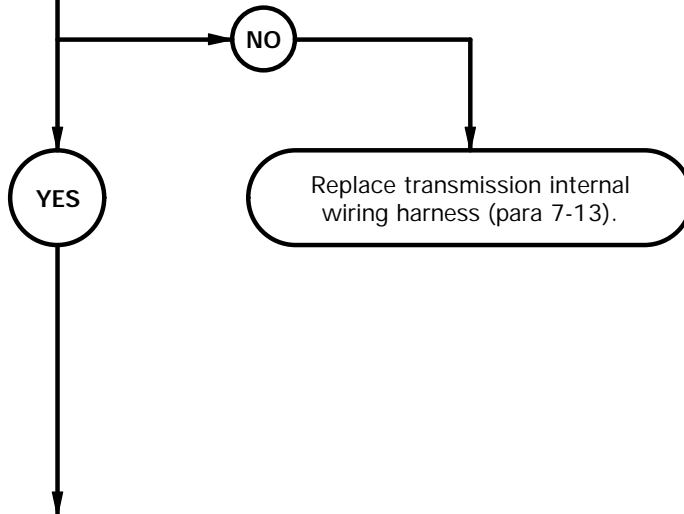 NO
YES
Replace transmission internal
wiring harness (para 7-13).